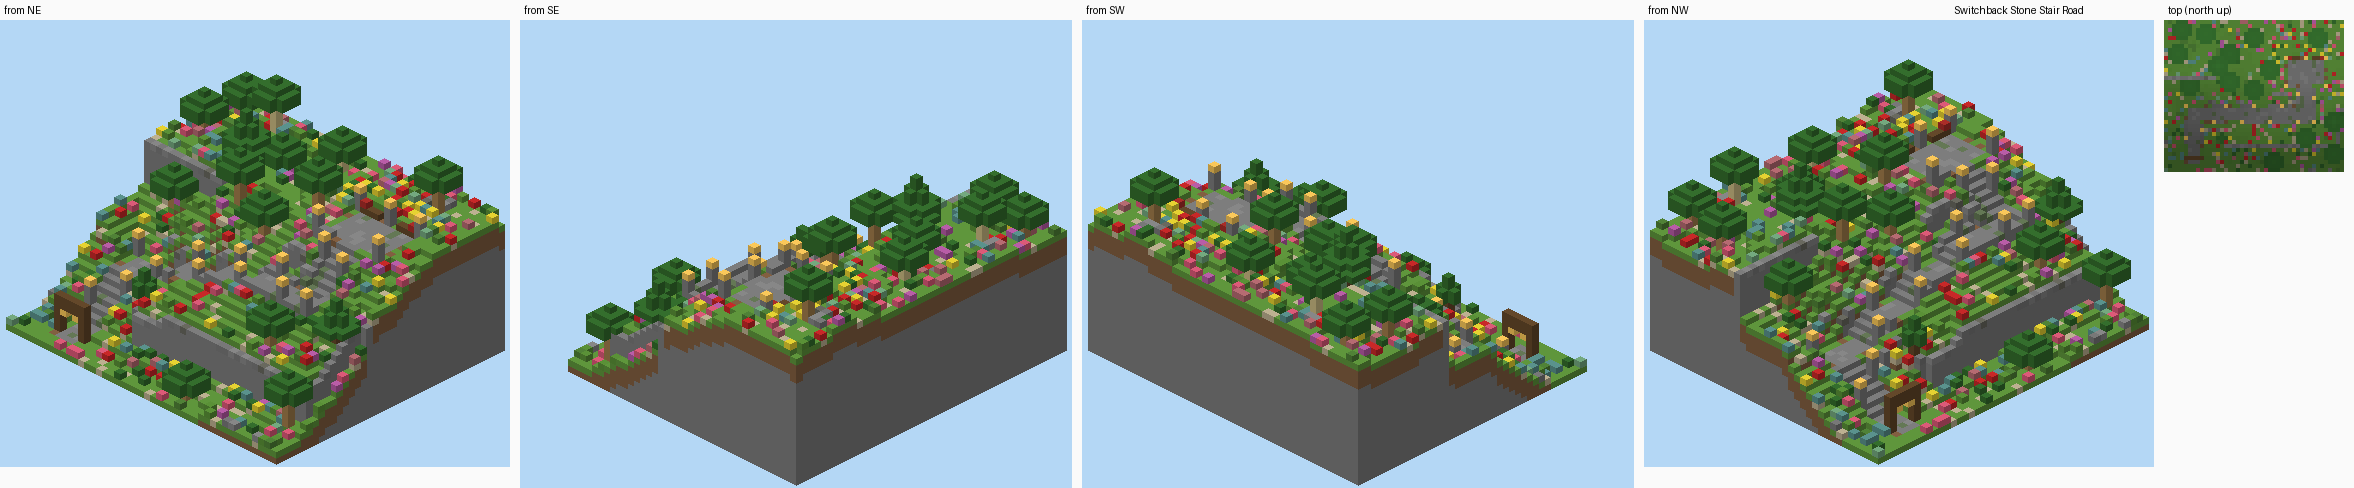 from NE
from SE
from SW
from NW
Switchback Stone Stair Road
top (north up)